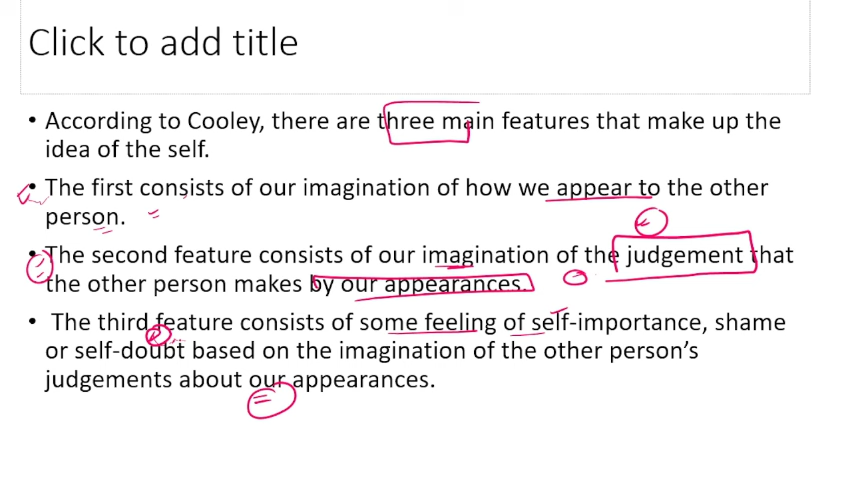 Click to add title
• According to Cooley, there are three main features that make up the
idea of the self.
• The first consists of our imagination of how we appear to the other
person.
• The second feature consists of our imagination of the judgement that
the other person makes by our appearances.
• The third feature consists of some feeling of self-importance, shame
or self-doubt based on the imagination of the other person’s
judgements about our appearances.